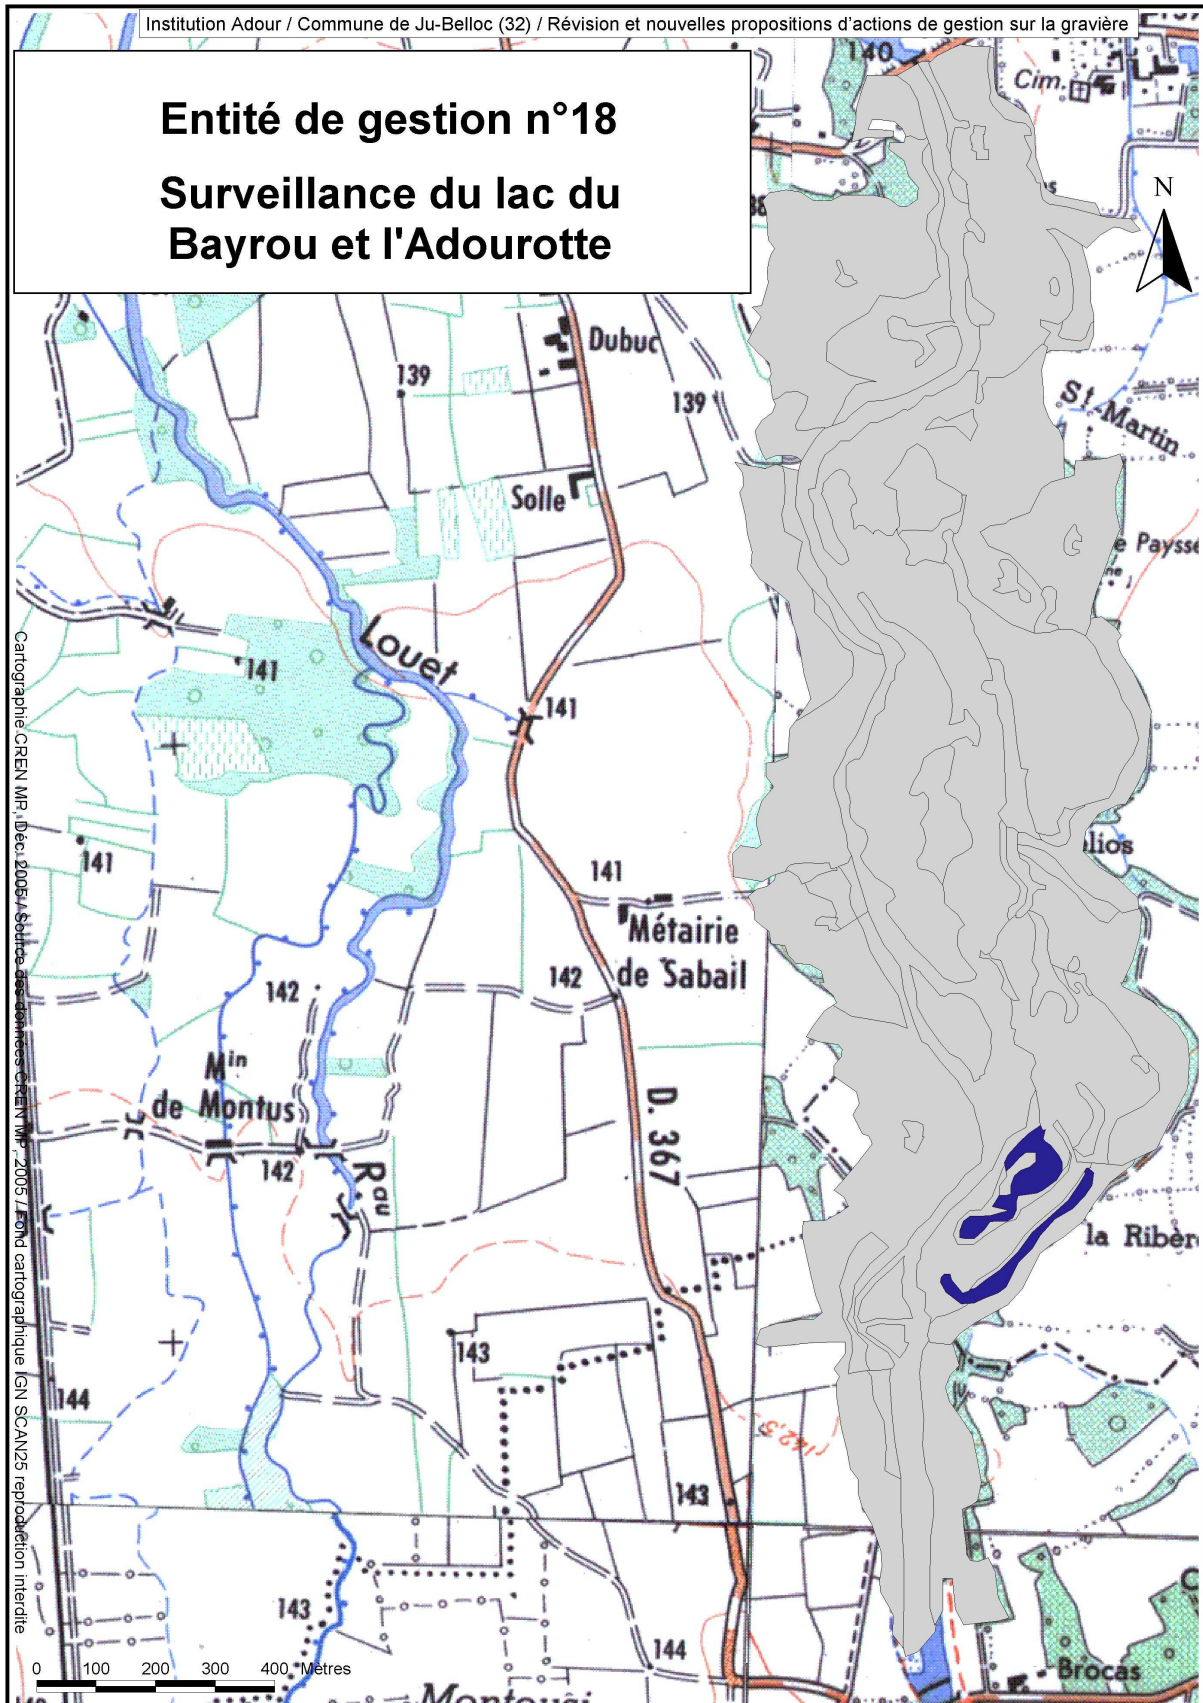 Institution Adour / Commune de Ju-Belloc (32) / Révision et nouvelles propositions d'actions de gestion sur la gravière
Entité de gestion n°18
Surveillance du lac du
Bayrou et l'Adourotte
140
Cim.
N
Dubuc
139
139
St-Martin
Solle
Louet
141
141
141
141
Métairie
de Sabail
142
142
Min
de Montus
142
Rau
D. 367
la Ribèr
143
144
142,5
143
143
144
Brocas
0 100 200 300 400 Mètres
Cartographie CREN MP, Déc. 2005 / Source des données CREN MP, 2005 / Fond cartographique IGN SCAN25 reproduction interdite